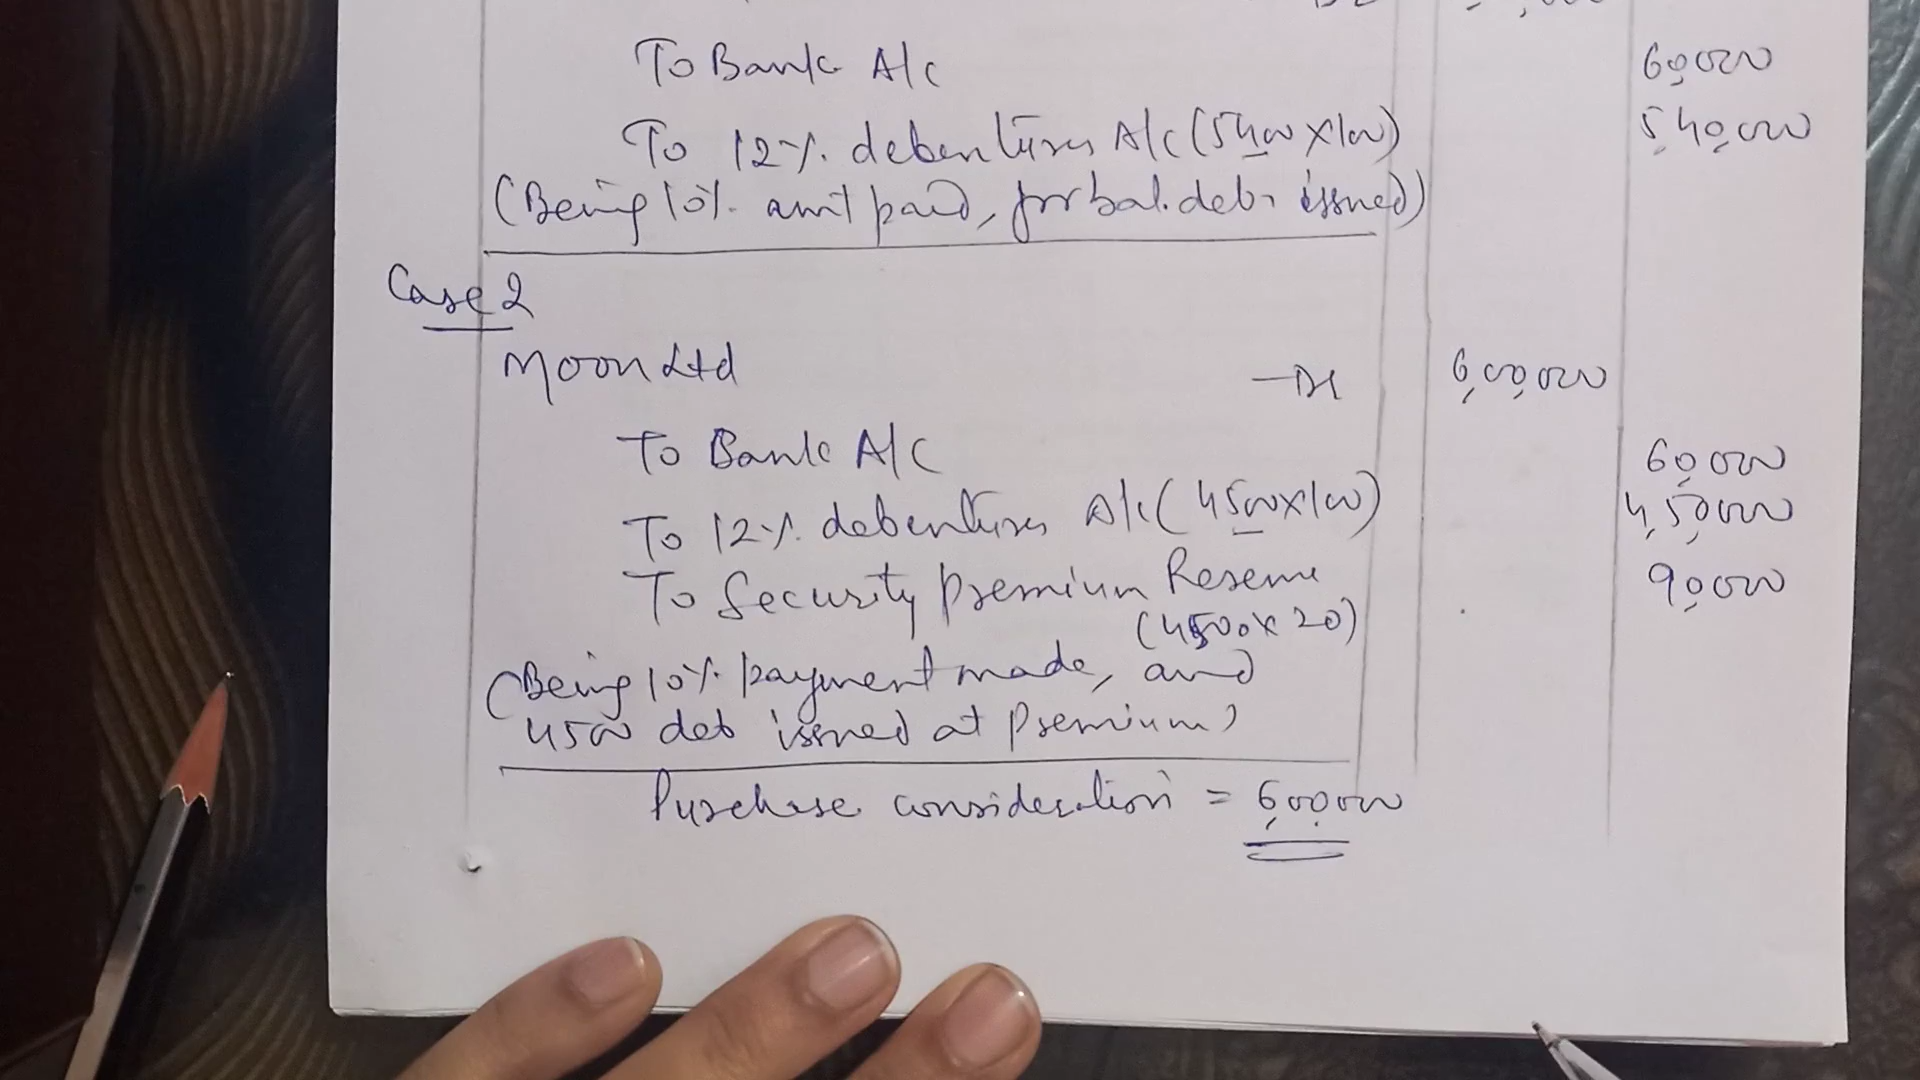 To Bank A/c 60,000
To 12%. debentures A/c (5400 X 100) 5,40,000
(Being 10%. amt paid, for bal. deb. issued)
Case 2
Moon Ltd —Dr 6,00,000
To Bank A/c 60,000
To 12%. debentures A/c (4500X100) 4,50,000
To Security Premium Reserve 90,000
(4500x 20)
(Being 10%. payment made, and
4500 deb issued at Premium)
Purchase consideration = 6,00,000